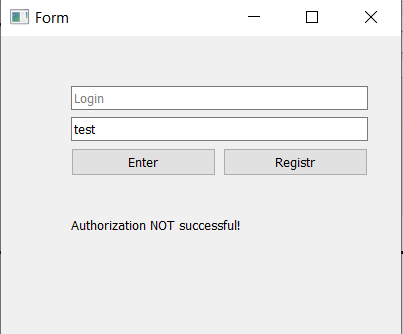 Form
Login
test
Enter Registr
Authorization NOT successful!